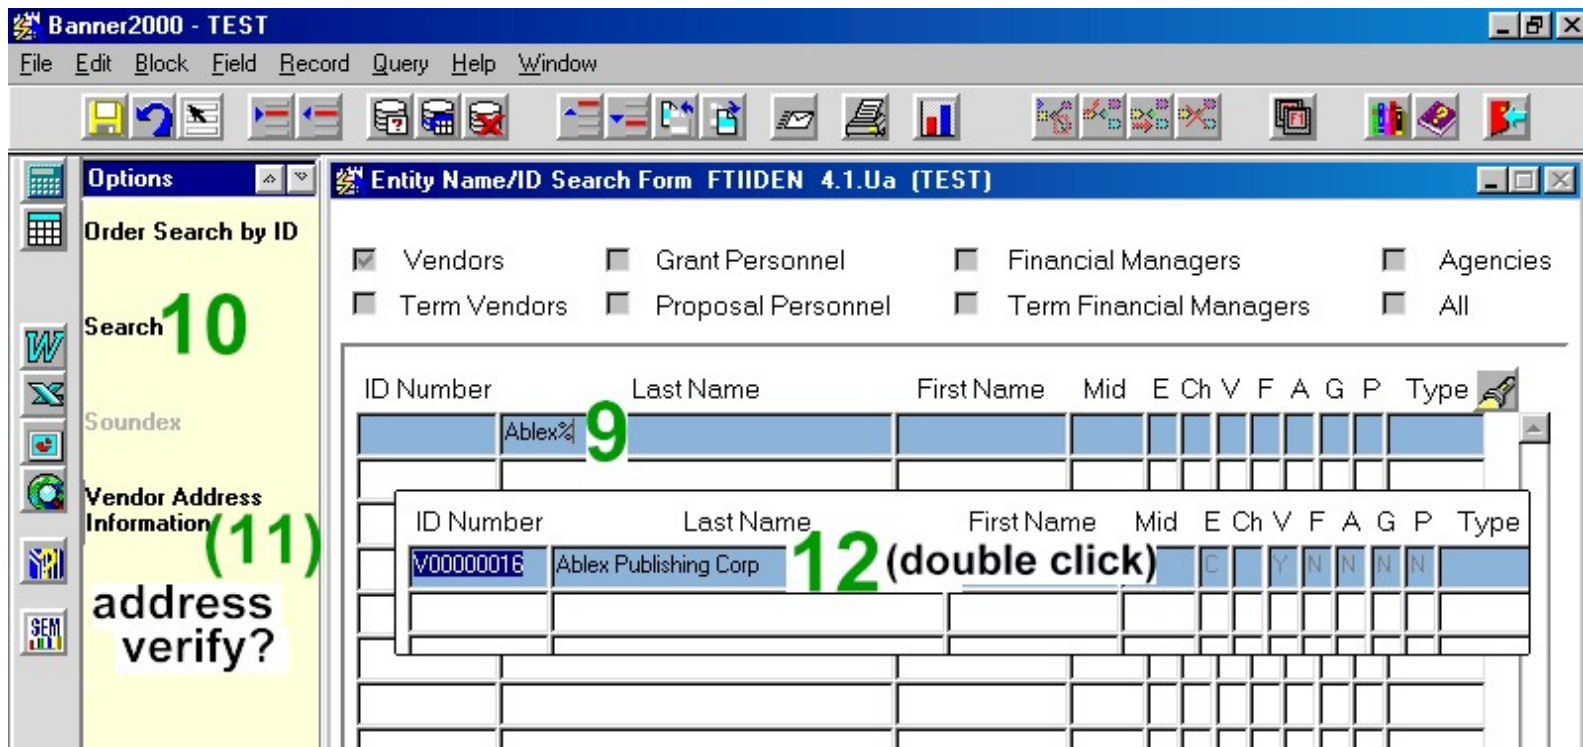 Banner2000 - TEST
File Edit Block Field Record Query Help Window
Options
Order Search by ID
Search 10
Soundex
Vendor Address
Information (11)
address
verify?
Entity Name/ID Search Form FTIIDEN 4.1.Ua (TEST)
Vendors Grant Personnel Financial Managers Agencies
Term Vendors Proposal Personnel Term Financial Managers All
ID Number Last Name First Name Mid E Ch V F A G P Type
Ablex% 9
ID Number Last Name First Name Mid E Ch V F A G P Type
V00000016 Ablex Publishing Corp 12 (double click) C Y N N N N
W
X
SEM
F1
?